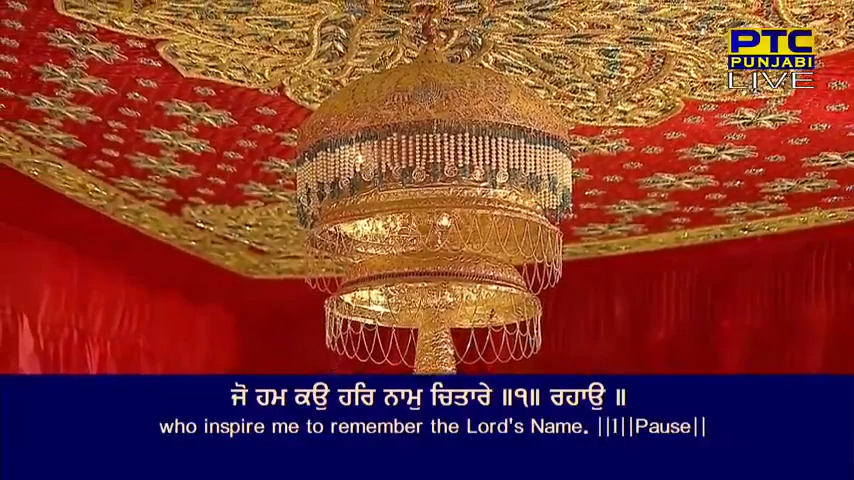 PTC
PUNJABI
LIVE
ਜੋ ਹਮ ਕਉ ਹਰਿ ਨਾਮੁ ਚਿਤਾਰੇ ॥੧॥ ਰਹਾਉ ॥
who inspire me to remember the Lord's Name. ||1||Pause||